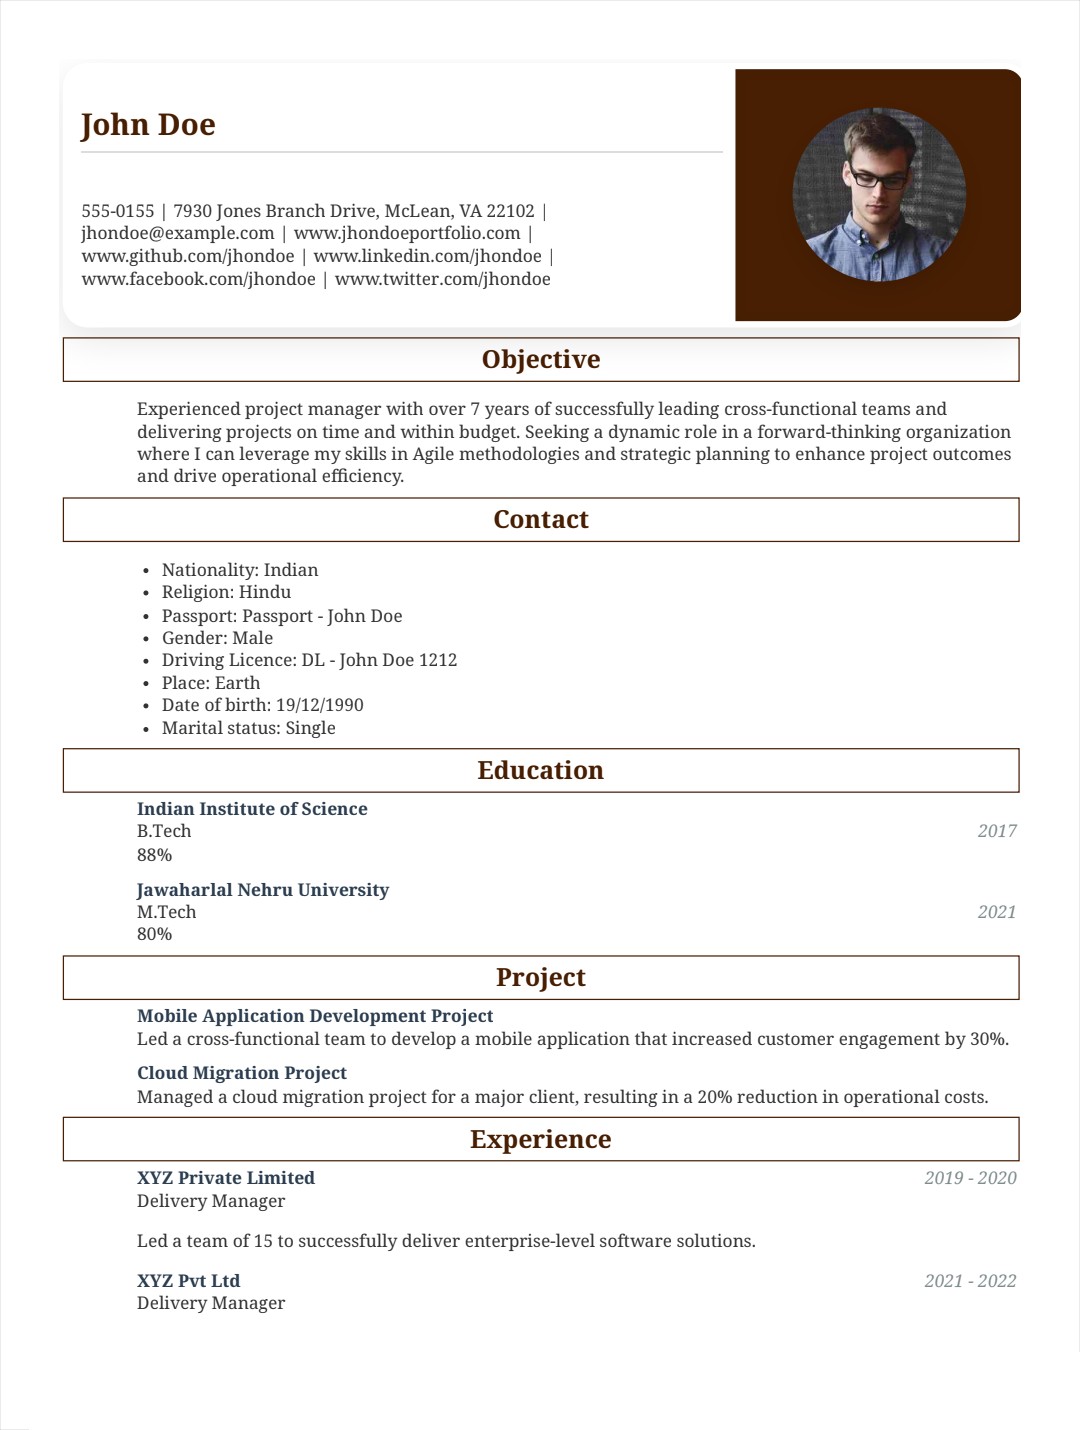 John Doe
555-0155 | 7930 Jones Branch Drive, McLean, VA 22102 |
jhondoe@example.com | www.jhondoeportfolio.com |
www.github.com/jhondoe | www.linkedin.com/jhondoe |
www.facebook.com/jhondoe | www.twitter.com/jhondoe
Objective
Experienced project manager with over 7 years of successfully leading cross-functional teams and
delivering projects on time and within budget. Seeking a dynamic role in a forward-thinking organization
where I can leverage my skills in Agile methodologies and strategic planning to enhance project outcomes
and drive operational efficiency.
Contact
• Nationality: Indian
• Religion: Hindu
• Passport: Passport - John Doe
• Gender: Male
• Driving Licence: DL - John Doe 1212
• Place: Earth
• Date of birth: 19/12/1990
• Marital status: Single
Education
Indian Institute of Science
B.Tech 2017
88%
Jawaharlal Nehru University
M.Tech 2021
80%
Project
Mobile Application Development Project
Led a cross-functional team to develop a mobile application that increased customer engagement by 30%.
Cloud Migration Project
Managed a cloud migration project for a major client, resulting in a 20% reduction in operational costs.
Experience
XYZ Private Limited 2019 - 2020
Delivery Manager
Led a team of 15 to successfully deliver enterprise-level software solutions.
XYZ Pvt Ltd 2021 - 2022
Delivery Manager